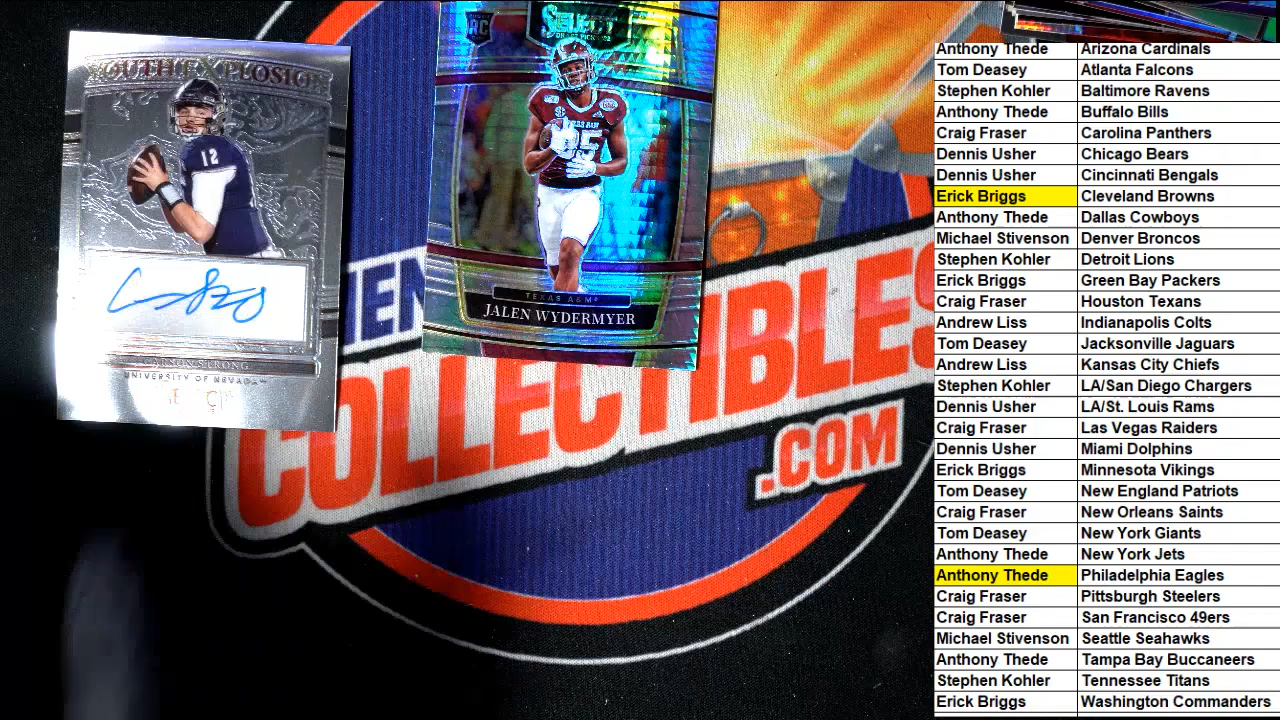 YOUTH EXPLOSION
12
CARSON STRONG
UNIVERSITY OF NEVADA
RC
SELECT
DRAFT PICKS
TEXAS A&M
85
TEXAS A&M
JALEN WYDERMYER
EN
COLLECTIBLES
.COM
Anthony Thede Arizona Cardinals
Tom Deasey Atlanta Falcons
Stephen Kohler Baltimore Ravens
Anthony Thede Buffalo Bills
Craig Fraser Carolina Panthers
Dennis Usher Chicago Bears
Dennis Usher Cincinnati Bengals
Erick Briggs Cleveland Browns
Anthony Thede Dallas Cowboys
Michael Stivenson Denver Broncos
Stephen Kohler Detroit Lions
Erick Briggs Green Bay Packers
Craig Fraser Houston Texans
Andrew Liss Indianapolis Colts
Tom Deasey Jacksonville Jaguars
Andrew Liss Kansas City Chiefs
Stephen Kohler LA/San Diego Chargers
Dennis Usher LA/St. Louis Rams
Craig Fraser Las Vegas Raiders
Dennis Usher Miami Dolphins
Erick Briggs Minnesota Vikings
Tom Deasey New England Patriots
Craig Fraser New Orleans Saints
Tom Deasey New York Giants
Anthony Thede New York Jets
Anthony Thede Philadelphia Eagles
Craig Fraser Pittsburgh Steelers
Craig Fraser San Francisco 49ers
Michael Stivenson Seattle Seahawks
Anthony Thede Tampa Bay Buccaneers
Stephen Kohler Tennessee Titans
Erick Briggs Washington Commanders